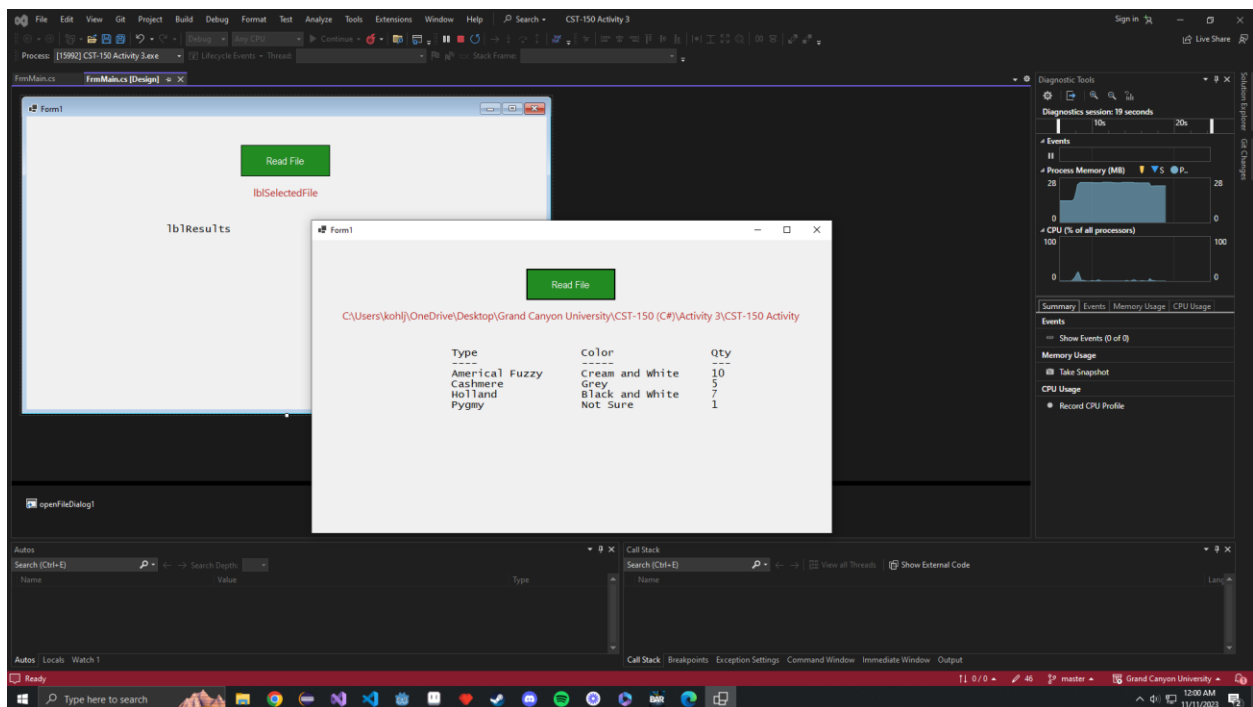 File Edit View Git Project Build Debug Format Test Analyze Tools Extensions Window Help Search CST-150 Activity 3 Sign in
Debug Any CPU Continue Live Share
Process: [15992] CST-150 Activity 3.exe Lifecycle Events Thread: Stack Frame:
FrmMain.cs FrmMain.cs [Design]
Form1
Read File
lblSelectedFile
lblResults
Form1
Read File
C:\Users\kohlj\OneDrive\Desktop\Grand Canyon University\CST-150 (C#)\Activity 3\CST-150 Activity
Type Color Qty
---- ----- ---
Americal Fuzzy Cream and White 10
Cashmere Grey 5
Holland Black and White 7
Pygmy Not Sure 1
openFileDialog1
Diagnostic Tools
Diagnostics session: 19 seconds
10s 20s
Events
Process Memory (MB) S P...
28 28
0 0
CPU (% of all processors)
100 100
0 0
Summary Events Memory Usage CPU Usage
Events
Show Events (0 of 0)
Memory Usage
Take Snapshot
CPU Usage
Record CPU Profile
Solution Explorer
Git Changes
Autos
Search (Ctrl+E) Search Depth:
Name Value Type
Autos Locals Watch 1
Call Stack
Search (Ctrl+E) View all Threads Show External Code
Name Lang
Call Stack Breakpoints Exception Settings Command Window Immediate Window Output
Ready 0 / 0 46 master Grand Canyon University
Type here to search
12:00 AM
11/11/2023